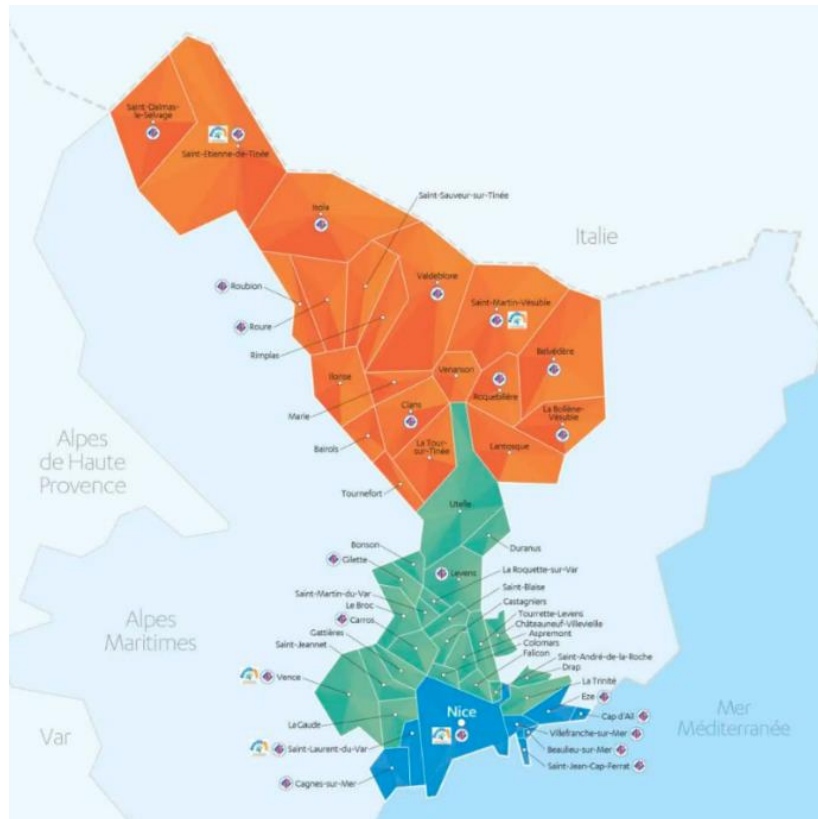 Saint-Dalmas-
le-Selvage
Saint-Etienne-de-Tinée
Isola
Saint-Sauveur-sur-Tinée
Italie
Roubion
Valdeblore
Saint-Martin-Vésubie
Roure
Rimplas
Belvédère
Ilonse
Venanson
Roquebillière
Marie
Clans
La Bollène-
Vésubie
Alpes
de Haute
Provence
Bairols
La Tour-
sur-Tinée
Lantosque
Tournefort
Utelle
Bonson
Duranus
Gilette
Levens
La Roquette-sur-Var
Saint-Martin-du-Var
Saint-Blaise
Le Broc
Castagniers
Alpes
Maritimes
Carros
Tourrette-Levens
Châteauneuf-Villevieille
Gattières
Aspremont
Saint-Jeannet
Colomars
Falicon
Saint-André-de-la-Roche
Drap
Vence
La Trinité
Eze
Mer
Méditerranée
Var
La Gaude
Nice
Cap d'Ail
Villefranche-sur-Mer
Saint-Laurent-du-Var
Beaulieu-sur-Mer
Saint-Jean-Cap-Ferrat
Cagnes-sur-Mer